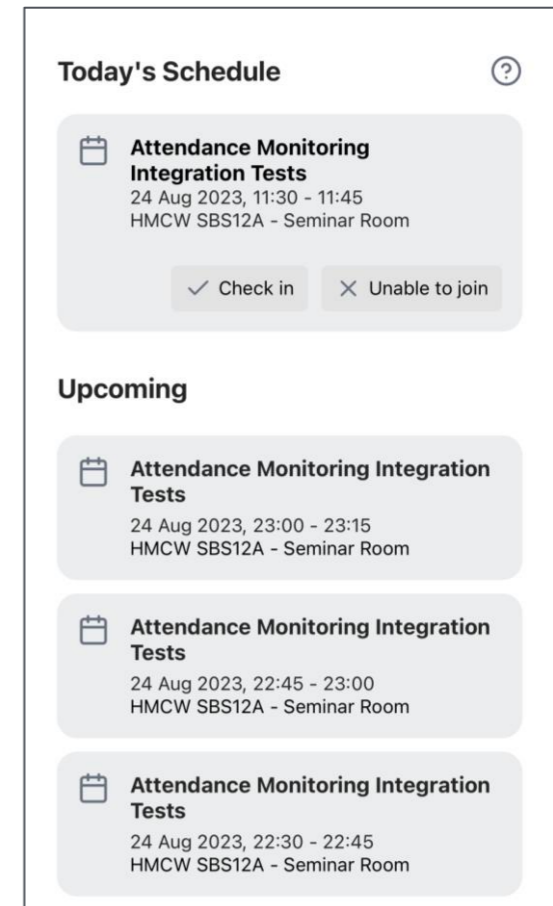 Today's Schedule
Attendance Monitoring
Integration Tests
24 Aug 2023, 11:30 - 11:45
HMCW SBS12A - Seminar Room
Check in
Unable to join
Upcoming
Attendance Monitoring Integration
Tests
24 Aug 2023, 23:00 - 23:15
HMCW SBS12A - Seminar Room
Attendance Monitoring Integration
Tests
24 Aug 2023, 22:45 - 23:00
HMCW SBS12A - Seminar Room
Attendance Monitoring Integration
Tests
24 Aug 2023, 22:30 - 22:45
HMCW SBS12A - Seminar Room